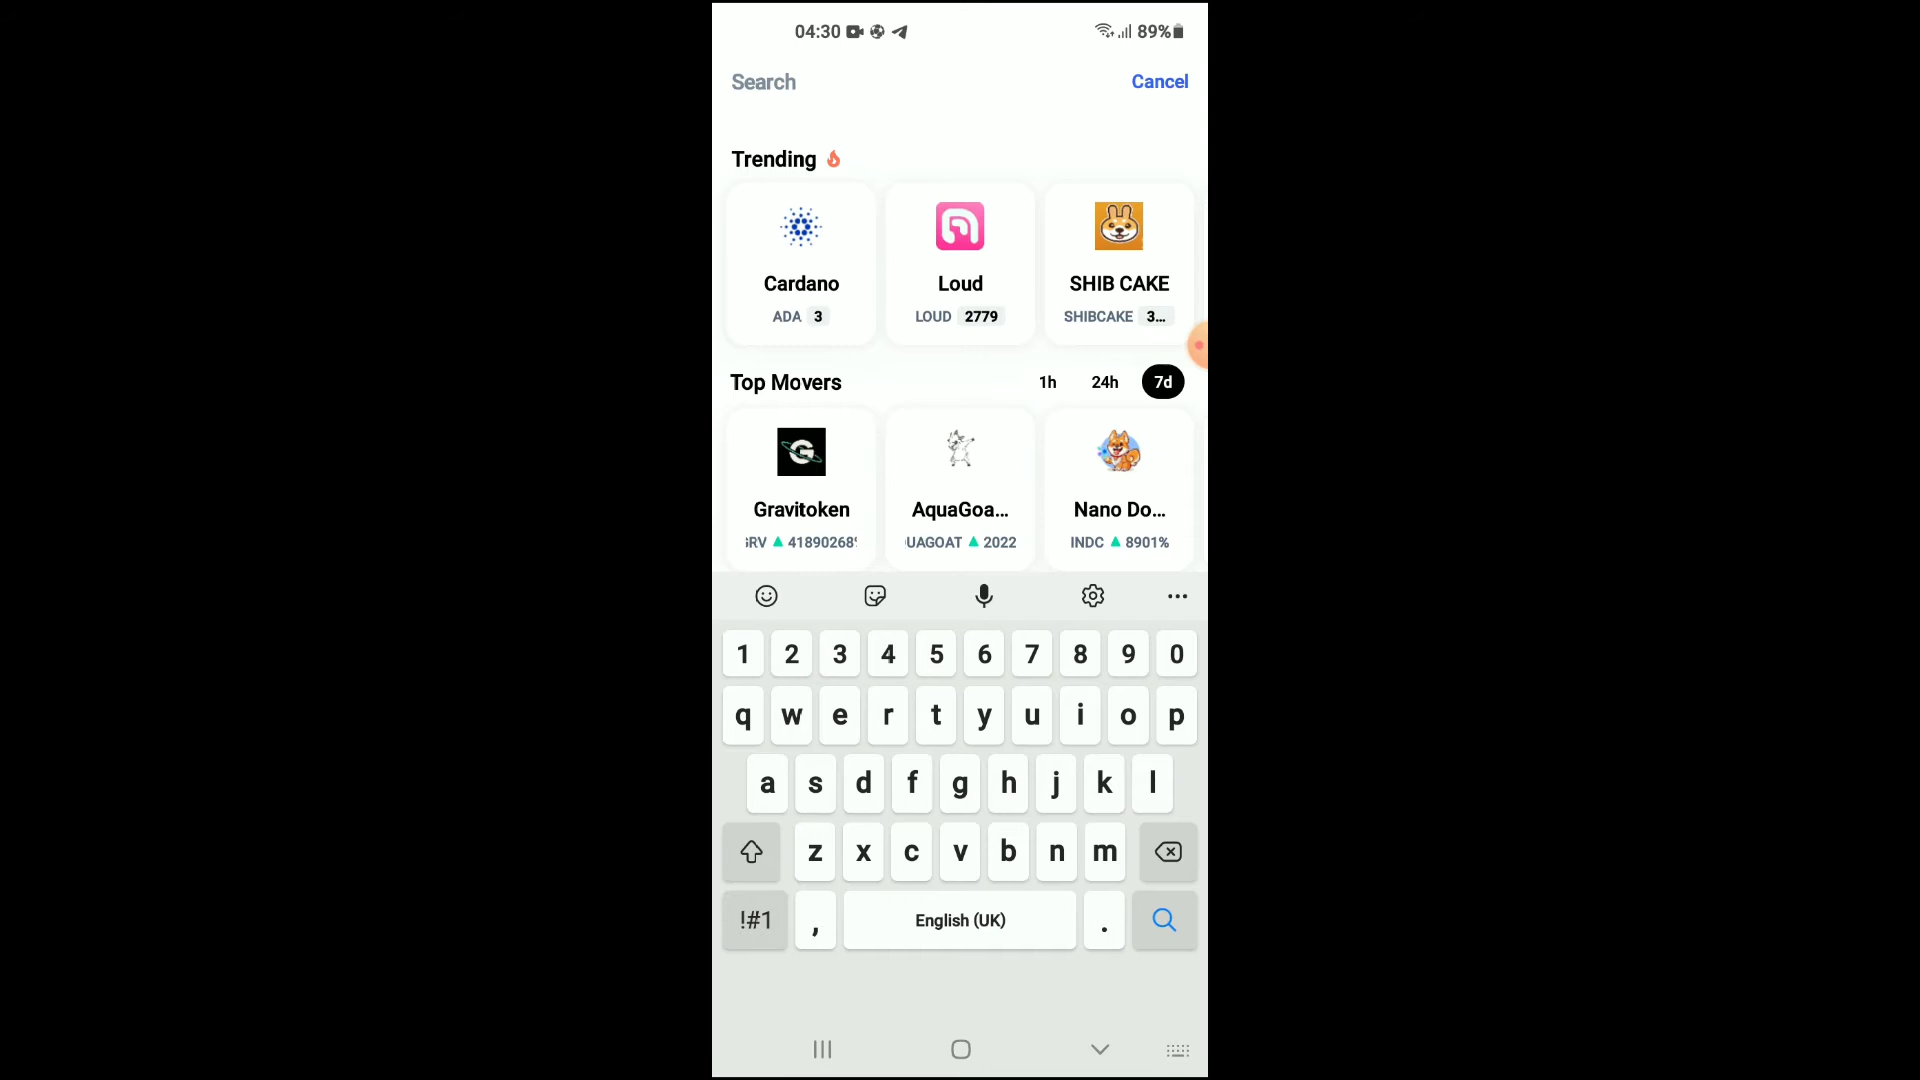 04:30 89%
Search Cancel
Trending
Cardano Loud SHIB CAKE
ADA 3 LOUD 2779 SHIBCAKE 3...
Top Movers 1h 24h 7d
G
Gravitoken AquaGoa... Nano Do...
GRV 41890268% UAGOAT 2022 INDC 8901%
1 2 3 4 5 6 7 8 9 0
q w e r t y u i o p
a s d f g h j k l
z x c v b n m
!#1 , English (UK) .